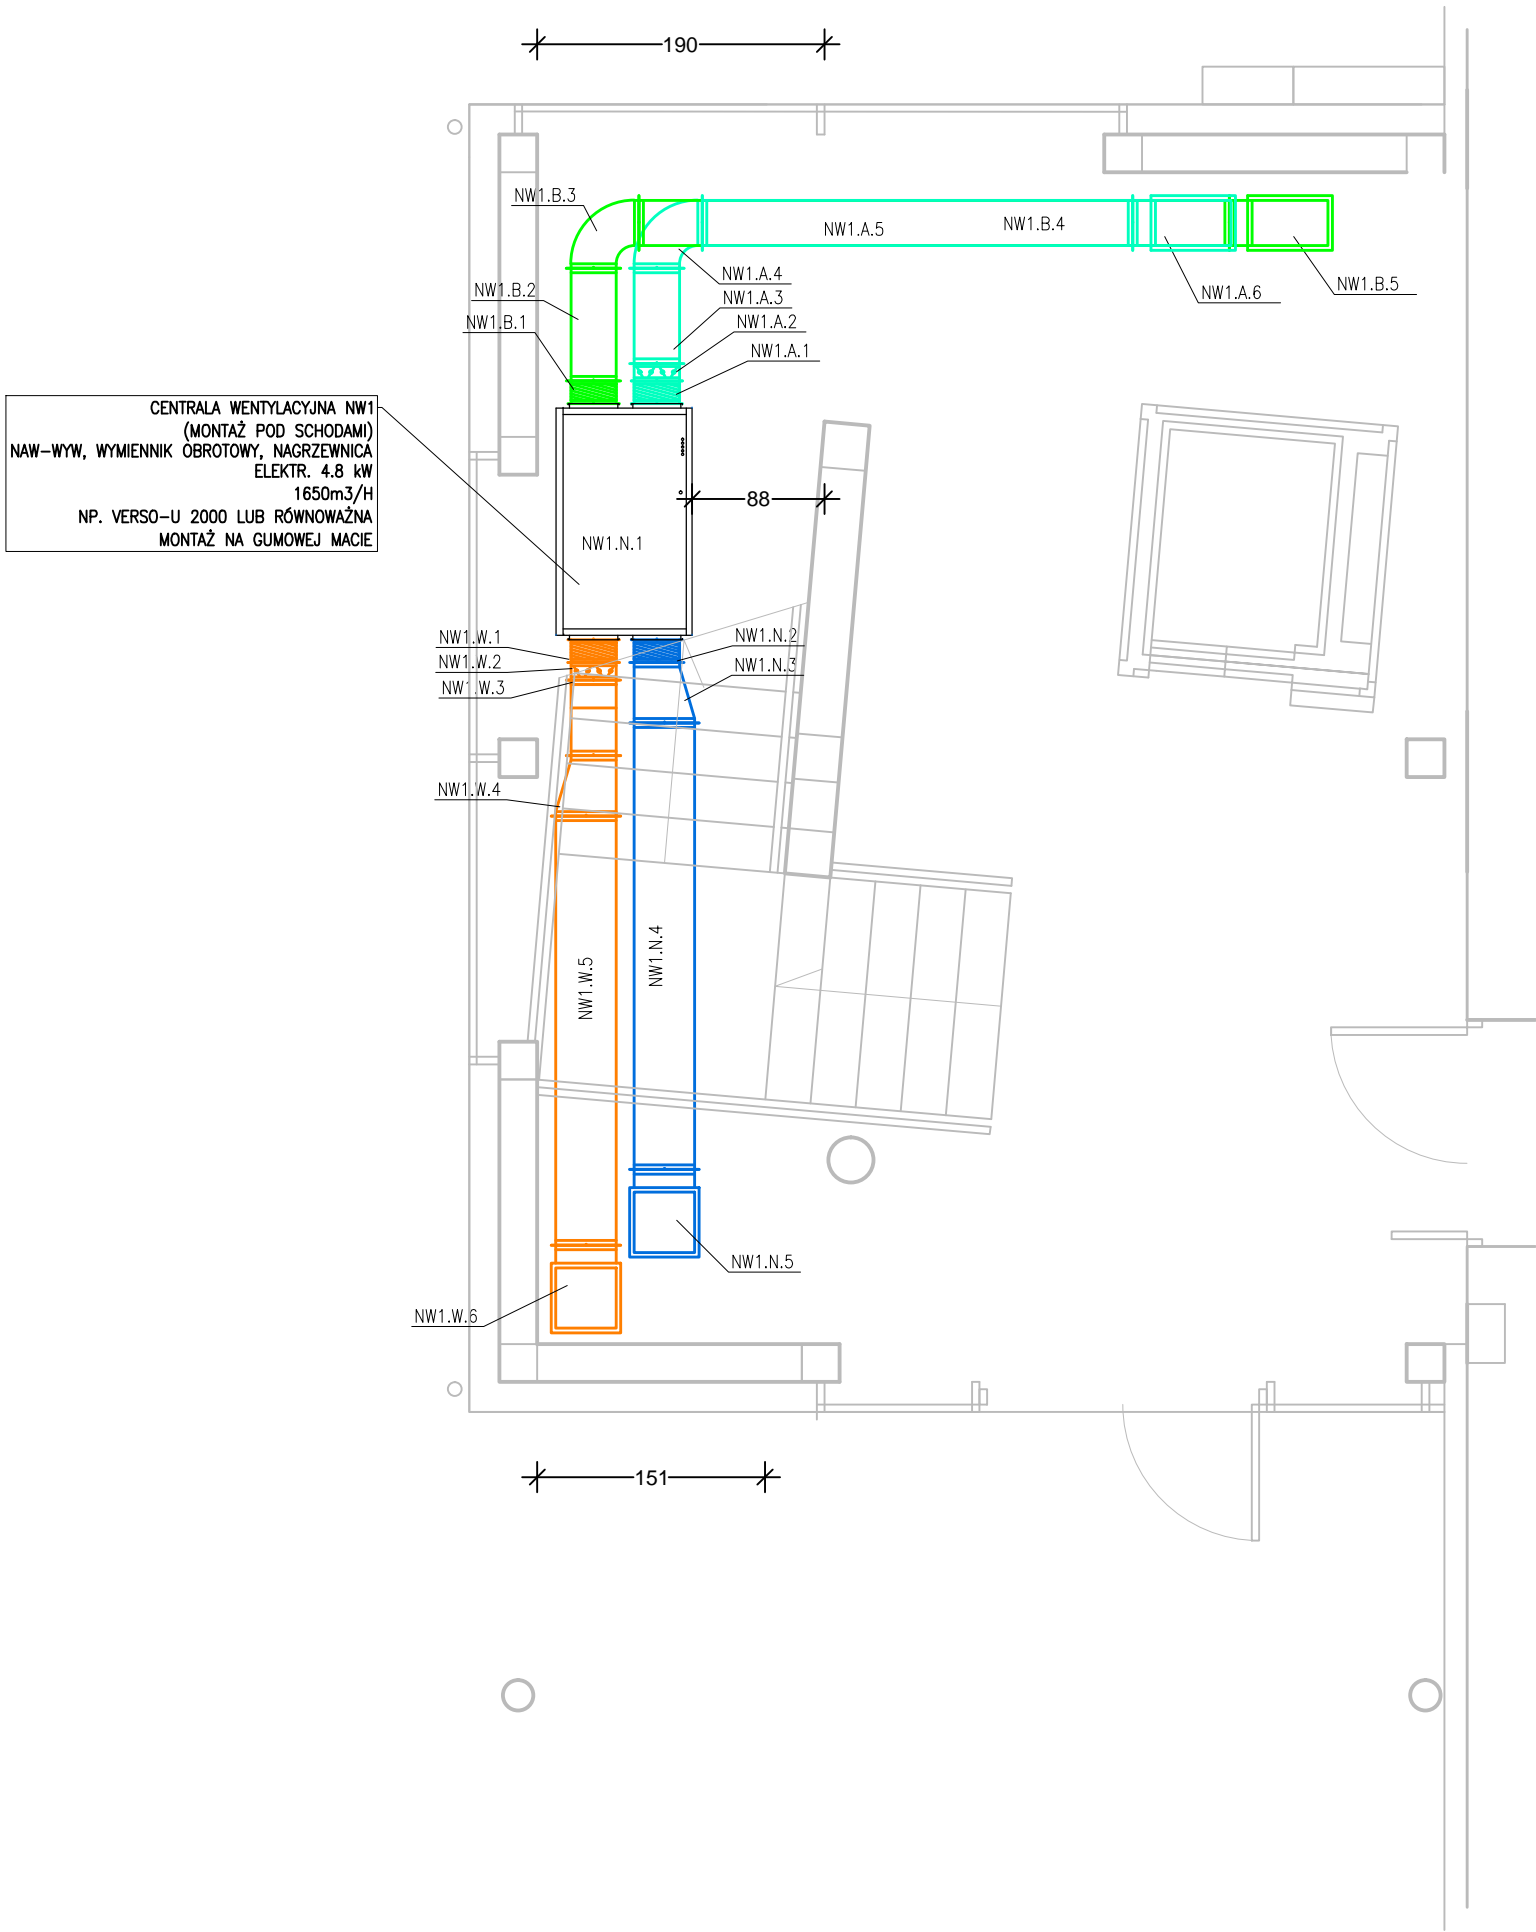 190
NW1.B.3
NW1.A.5
NW1.B.4
NW1.A.4
NW1.B.2
NW1.A.3
NW1.A.6
NW1.B.5
NW1.B.1
NW1.A.2
NW1.A.1
CENTRALA WENTYLACYJNA NW1
(MONTAŻ POD SCHODAMI)
NAW-WYW, WYMIENNIK OBROTOWY, NAGRZEWNICA
ELEKTR. 4.8 kW
1650m3/H
NP. VERSO-U 2000 LUB RÓWNOWAŻNA
MONTAŻ NA GUMOWEJ MACIE
88
NW1.N.1
NW1.W.1
NW1.N.2
NW1.W.2
NW1.N.3
NW1.W.3
NW1.W.4
NW1.N.4
NW1.W.5
NW1.N.5
NW1.W.6
151